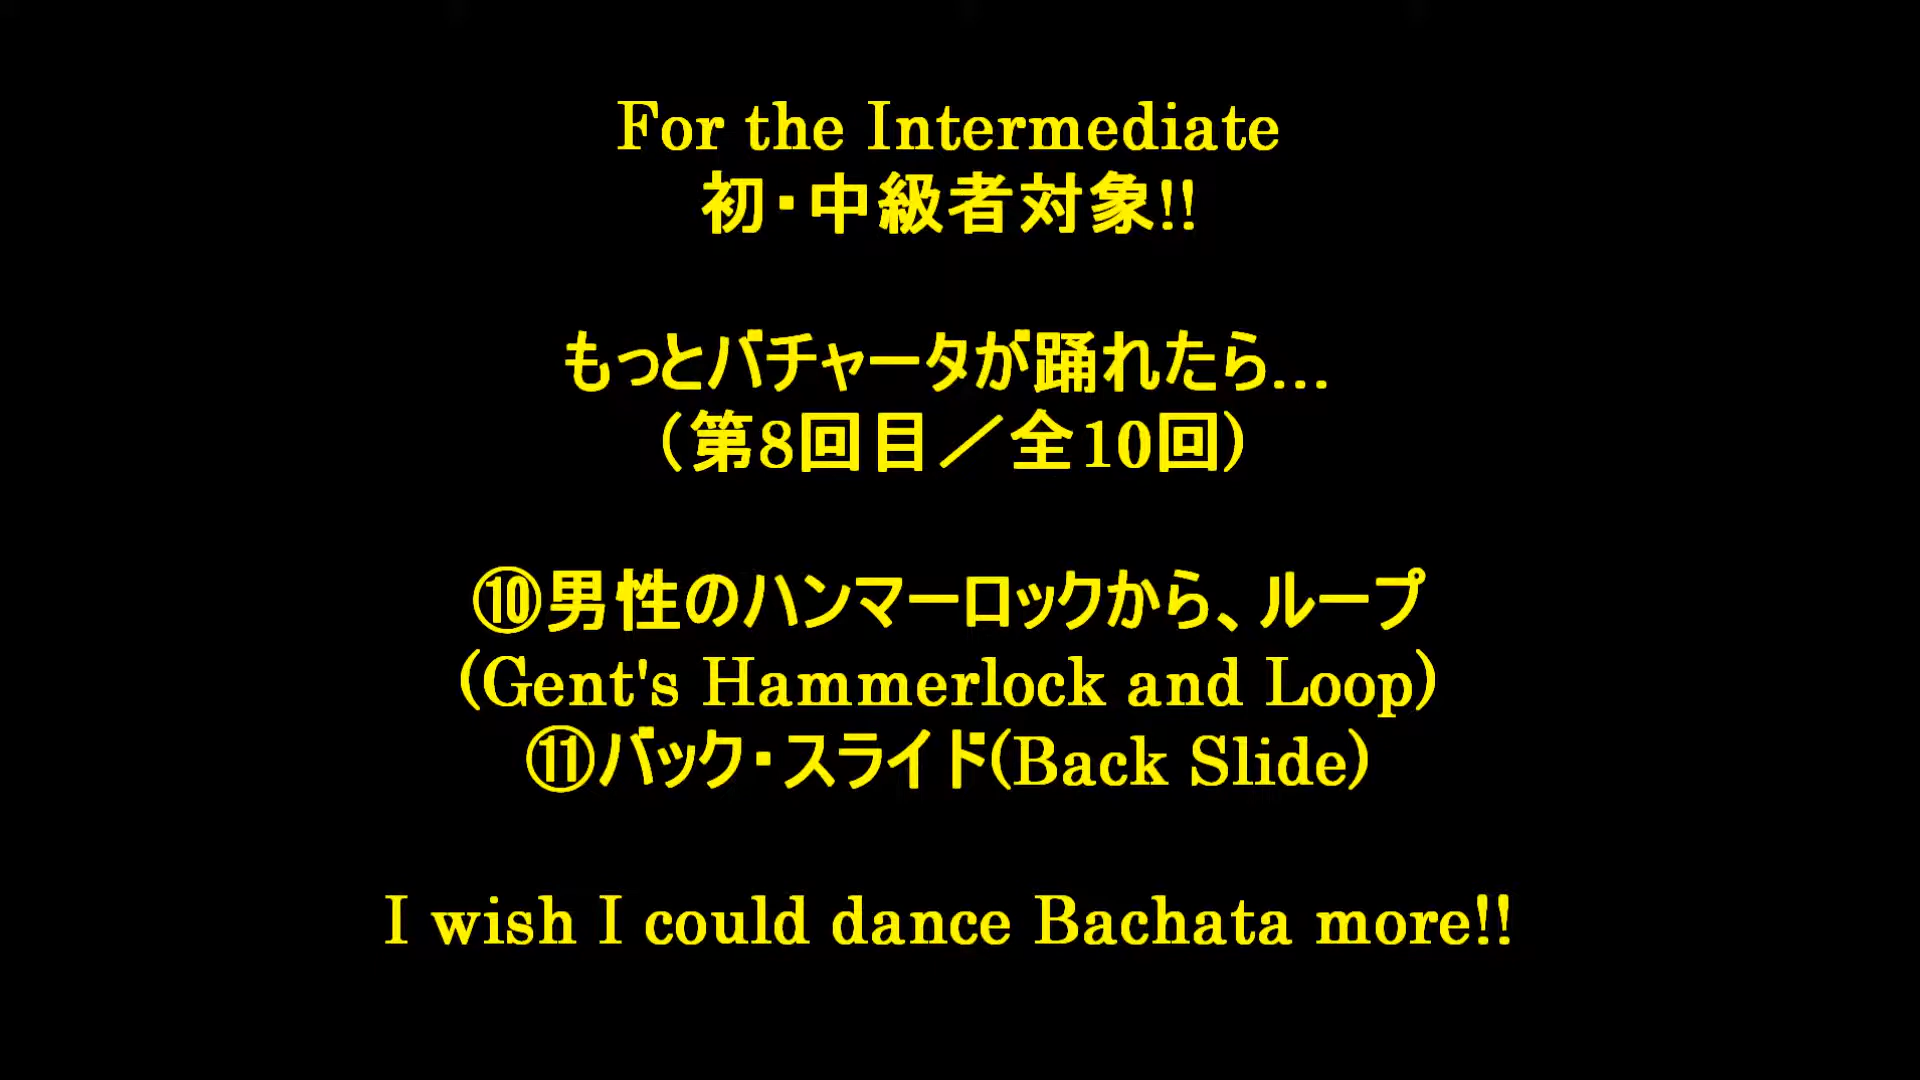 For the Intermediate
初・中級者対象!!
もっとバチャータが踊れたら...
（第8回目／全10回）
⑩男性のハンマーロックから、ループ
(Gent's Hammerlock and Loop)
⑪バック・スライド(Back Slide)
I wish I could dance Bachata more!!